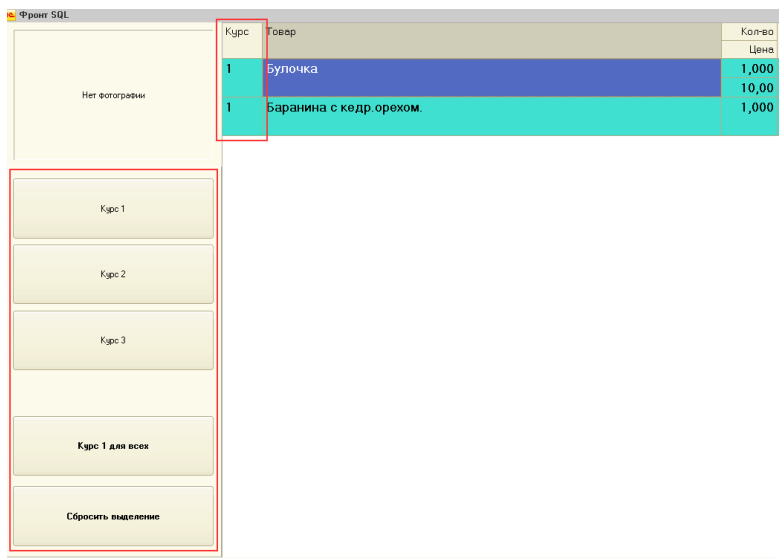 Фронт SQL
Курс Товар Кол-во
Цена
1 Булочка 1,000
10,00
1 Баранина с кедр.орехом. 1,000
Нет фотографии
Курс 1
Курс 2
Курс 3
Курс 1 для всех
Сбросить выделение